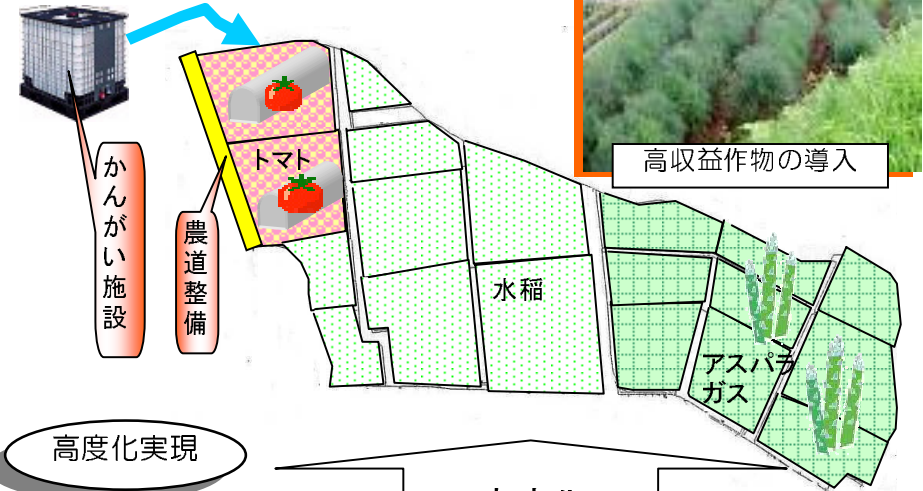 高収益作物の導入
トマト
かんがい施設
農道整備
水稲
アスパラ
ガス
高度化実現